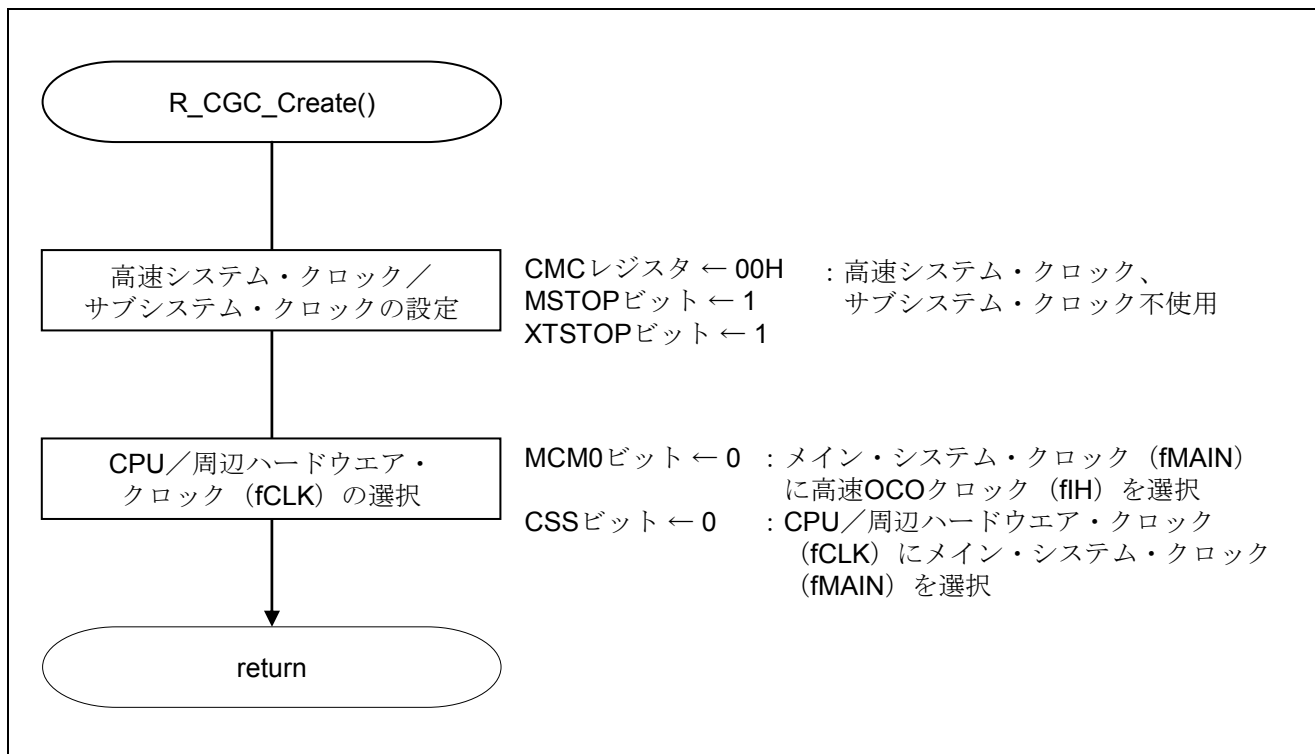 R_CGC_Create()
高速システム・クロック／
サブシステム・クロックの設定
CMCレジスタ ← 00H ：高速システム・クロック、
MSTOPビット ← 1 サブシステム・クロック不使用
XTSTOPビット ← 1
CPU／周辺ハードウエア・
クロック（fCLK）の選択
MCM0ビット ← 0 ：メイン・システム・クロック（fMAIN）
に高速OCOクロック（fIH）を選択
CSSビット ← 0 ：CPU／周辺ハードウエア・クロック
（fCLK）にメイン・システム・クロック
（fMAIN）を選択
return